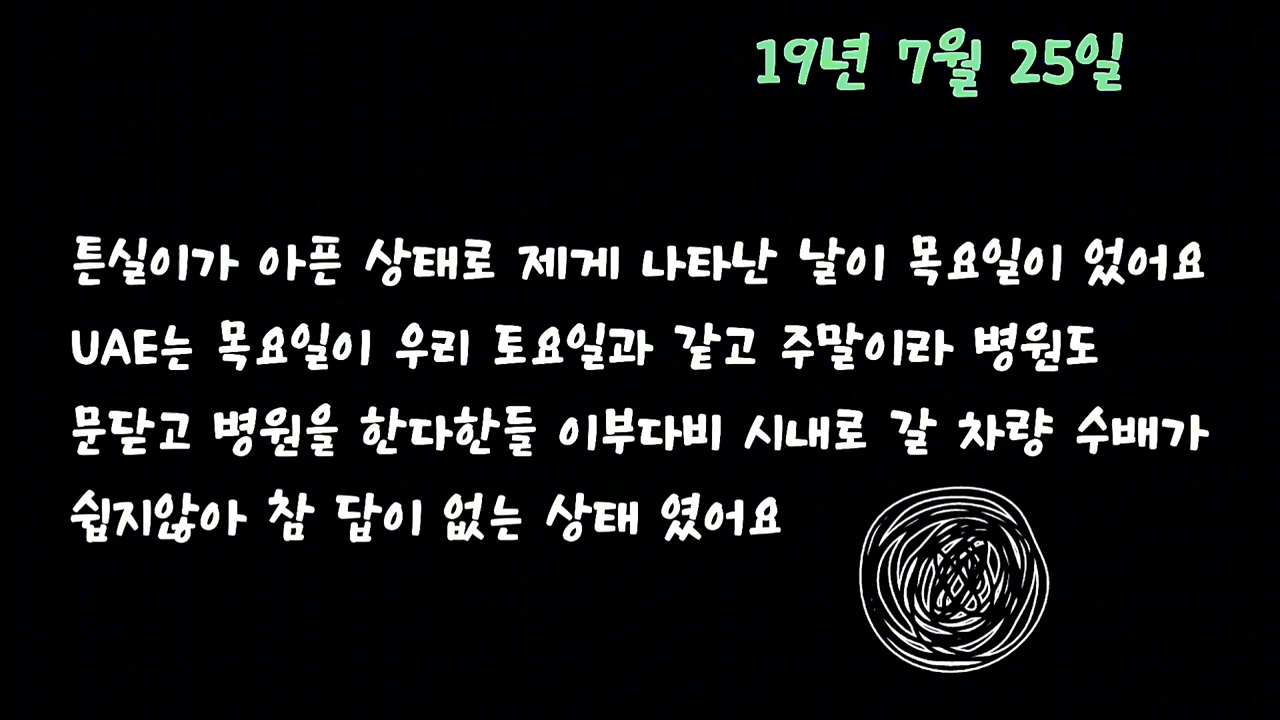 19년 7월 25일
튼실이가 아픈 상태로 제게 나타난 날이 목요일이 었어요
UAE는 목요일이 우리 토요일과 같고 주말이라 병원도
문닫고 병원을 한다한들 이부다비 시내로 갈 차량 수배가
쉽지않아 참 답이 없는 상태 였어요